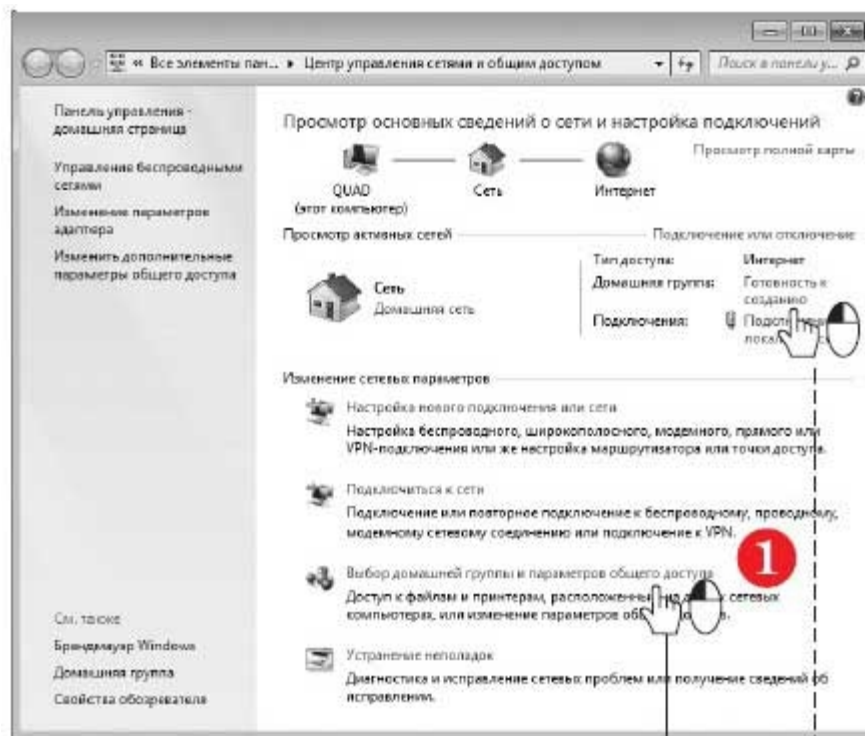 « Все элементы пан... ▸ Центр управления сетями и общим доступом
Поиск в панели у...
Панель управления -
домашняя страница
Управление беспроводными
сетями
Изменение параметров
адаптера
Изменить дополнительные
параметры общего доступа
См. также
Брандмауэр Windows
Домашняя группа
Свойства обозревателя
Просмотр основных сведений о сети и настройка подключений
QUAD
(этот компьютер)
Сеть
Интернет
Просмотр полной карты
Просмотр активных сетей
Подключение или отключение
Сеть
Домашняя сеть
Тип доступа: Интернет
Домашняя группа: Готовность к
созданию
Подключения:
Изменение сетевых параметров
Настройка нового подключения или сети
Настройка беспроводного, широкополосного, модемного, прямого или
VPN-подключения или же настройка маршрутизатора или точки доступа.
Подключиться к сети
Подключение или повторное подключение к беспроводному, проводному,
модемному сетевому соединению или подключение к VPN.
1
Выбор домашней группы и параметров общего доступа
Доступ к файлам и принтерам, сетевых
компьютерах, или изменение параметров
Устранение неполадок
Диагностика и исправление сетевых проблем или получение сведений об
исправлении.